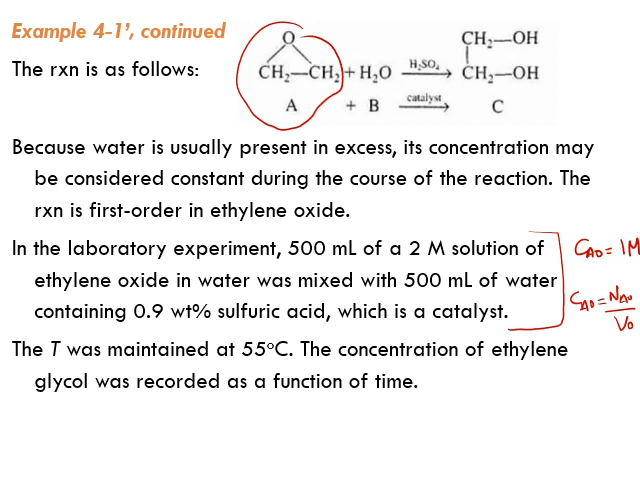 Example 4-1', continued
The rxn is as follows:
O
CH₂—CH₂ + H₂O H₂SO₄ CH₂—OH
CH₂—OH
A + B catalyst C
Because water is usually present in excess, its concentration may
be considered constant during the course of the reaction. The
rxn is first-order in ethylene oxide.
In the laboratory experiment, 500 mL of a 2 M solution of
ethylene oxide in water was mixed with 500 mL of water
containing 0.9 wt% sulfuric acid, which is a catalyst.
C_A0 = 1M
C_A0 = N_A0
V₀
The T was maintained at 55°C. The concentration of ethylene
glycol was recorded as a function of time.